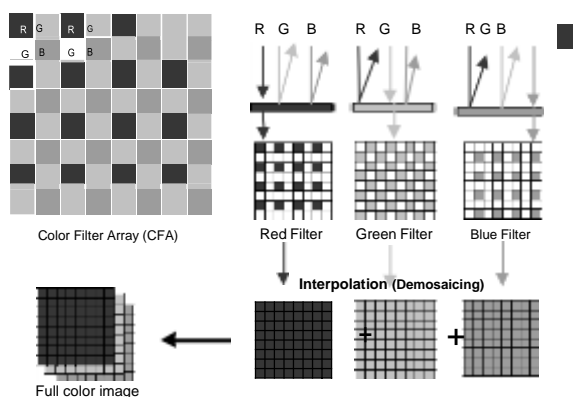 R G R G
G B G B
Color Filter Array (CFA)
R G B
R G B
R G B
Red Filter
Green Filter
Blue Filter
Interpolation (Demosaicing)
+
+
Full color image